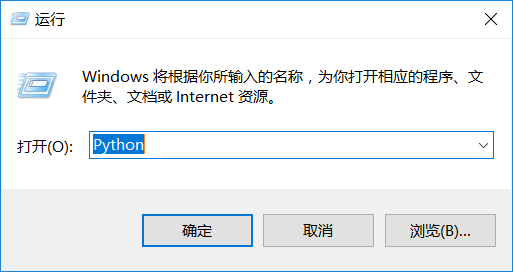 运行
Windows 将根据你所输入的名称，为你打开相应的程序、文
件夹、文档或 Internet 资源。
打开(O): Python
确定 取消 浏览(B)...